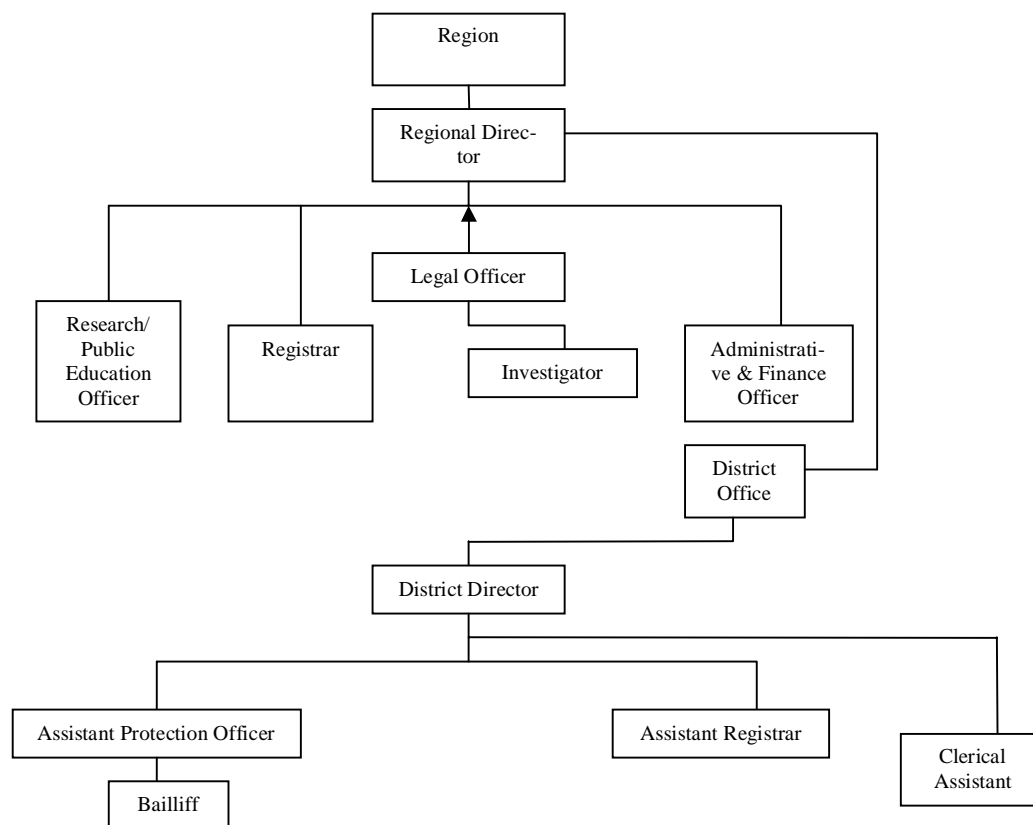 Region
Regional Direc-
tor
Legal Officer
Research/
Public
Education
Officer
Registrar
Investigator
Administrati-
ve & Finance
Officer
District
Office
District Director
Assistant Protection Officer
Assistant Registrar
Clerical
Assistant
Bailliff